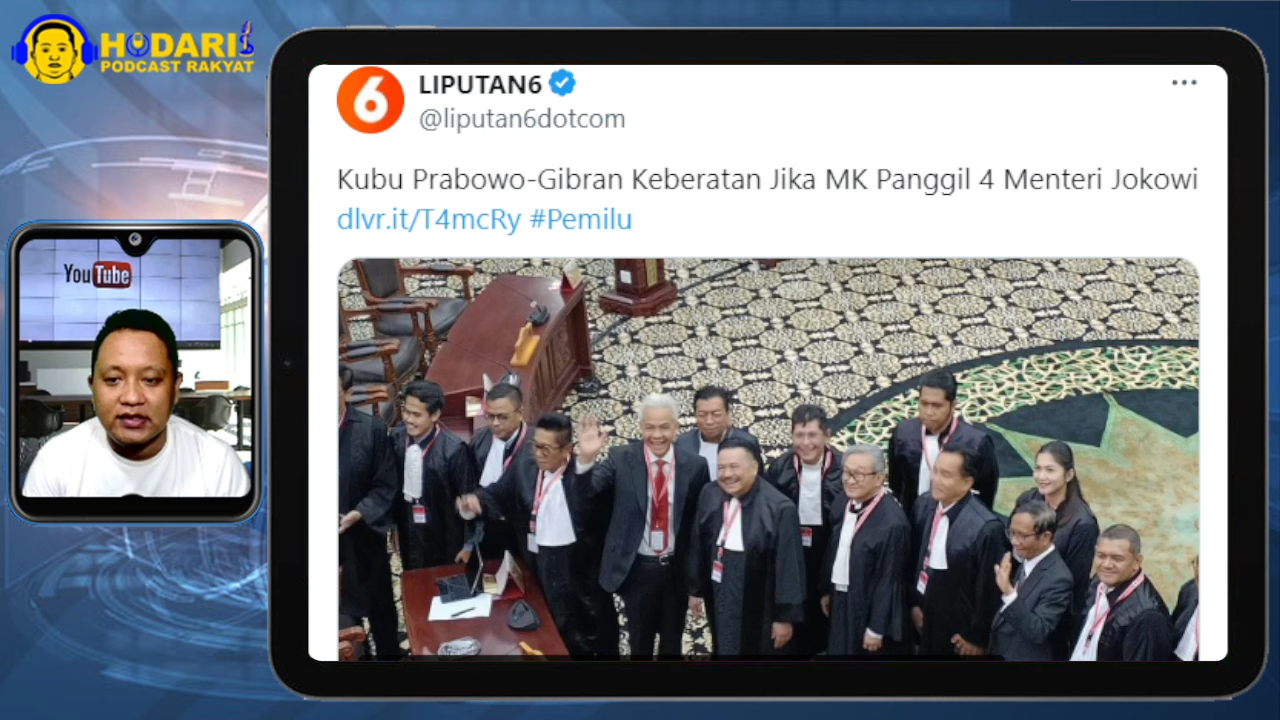 HODARI
PODCAST RAKYAT
YouTube
6
LIPUTAN6
@liputan6dotcom
Kubu Prabowo-Gibran Keberatan Jika MK Panggil 4 Menteri Jokowi
dlvr.it/T4mcRy #Pemilu